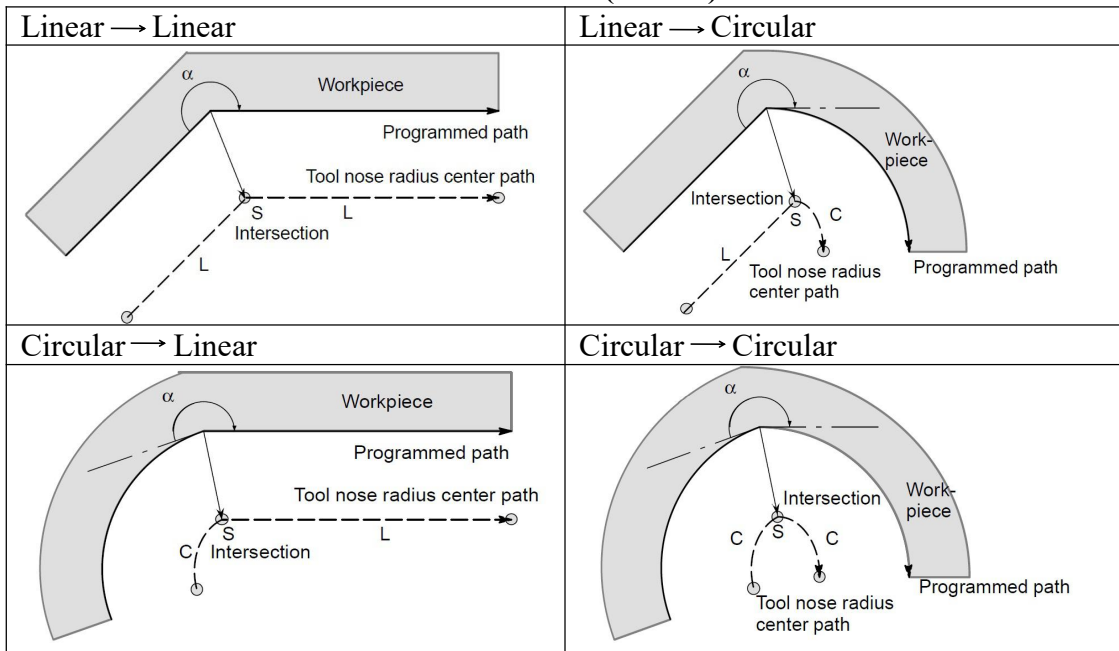 Linear → Linear
Linear → Circular
α
Workpiece
Programmed path
Tool nose radius center path
S
L
Intersection
L
α
Work-
piece
Intersection
S
C
L
Tool nose radius
center path
Programmed path
Circular → Linear
Circular → Circular
α
Workpiece
Programmed path
Tool nose radius center path
S
L
C
Intersection
α
Work-
piece
Intersection
C
S
C
Programmed path
Tool nose radius
center path